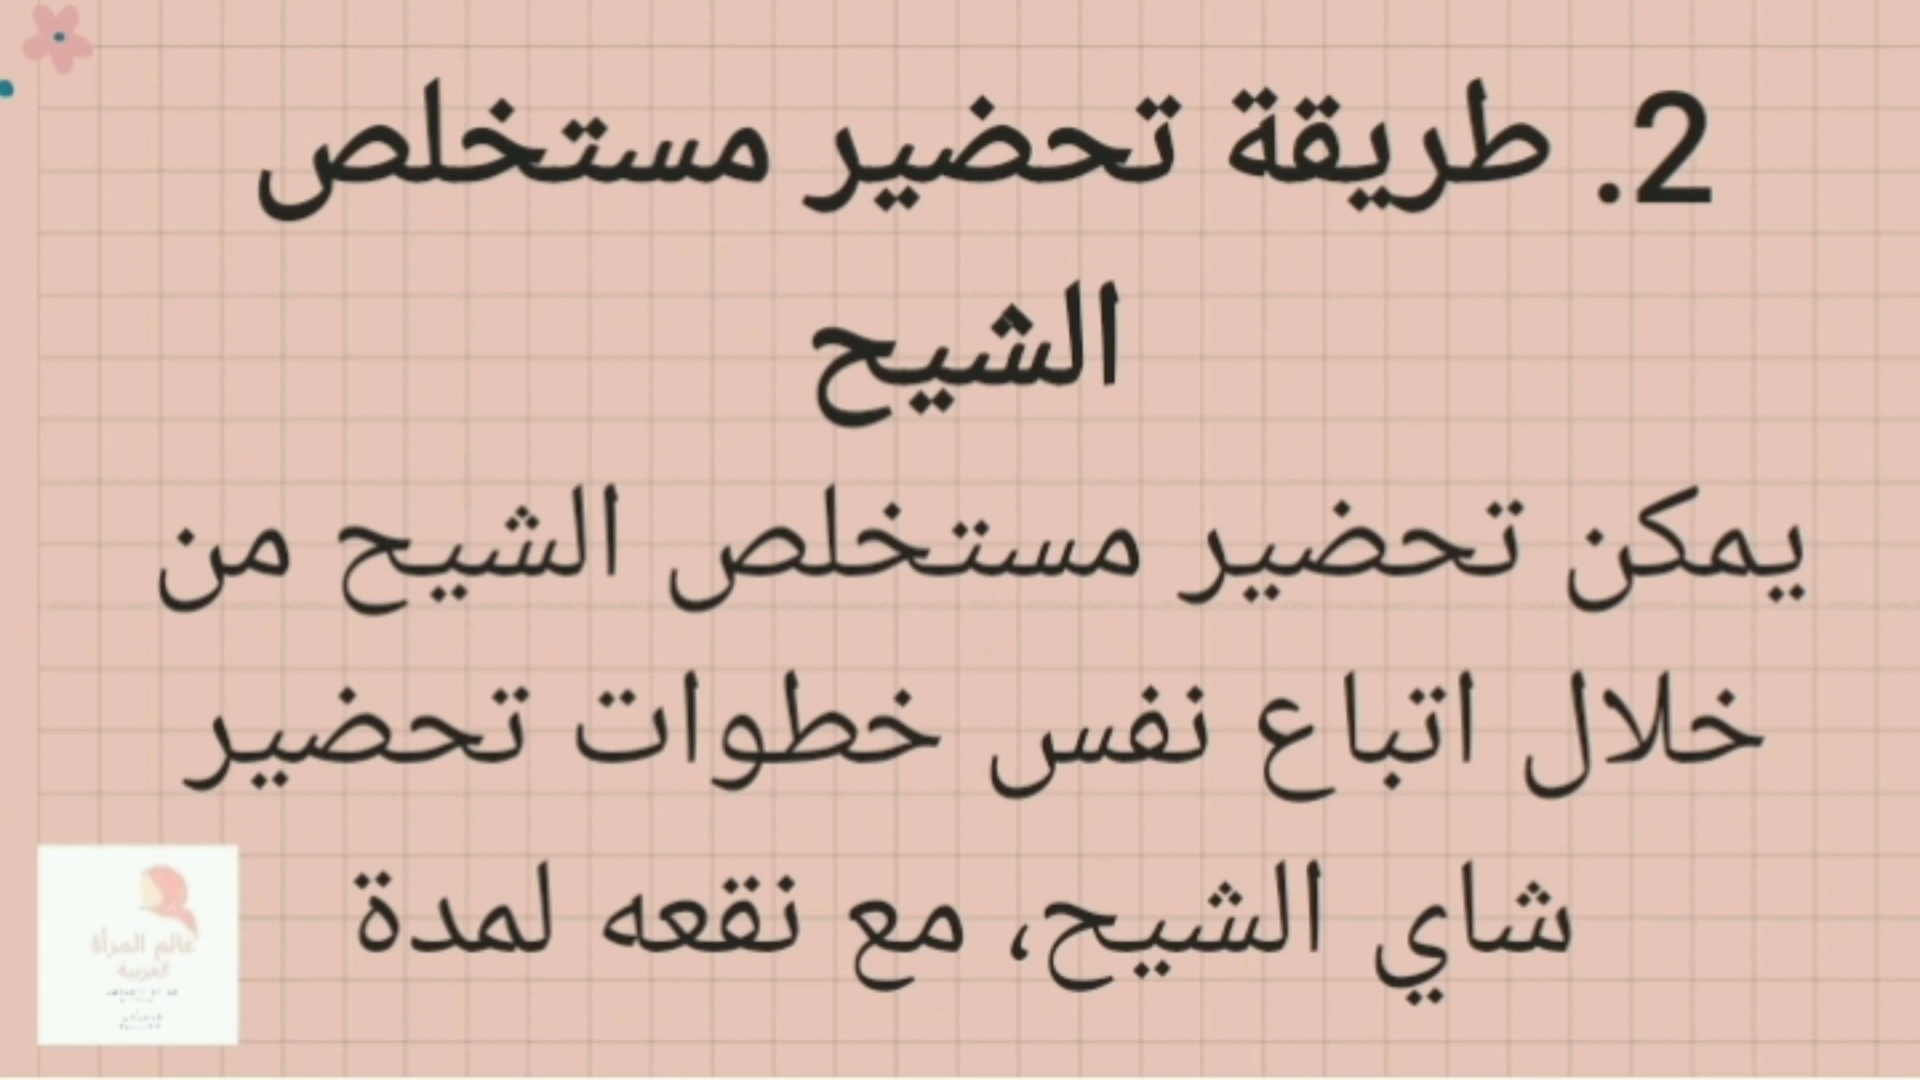 2. طريقة تحضير مستخلص
الشيح
يمكن تحضير مستخلص الشيح من
خلال اتباع نفس خطوات تحضير
شاي الشيح، مع نقعه لمدة
عالم المرأة
العربية